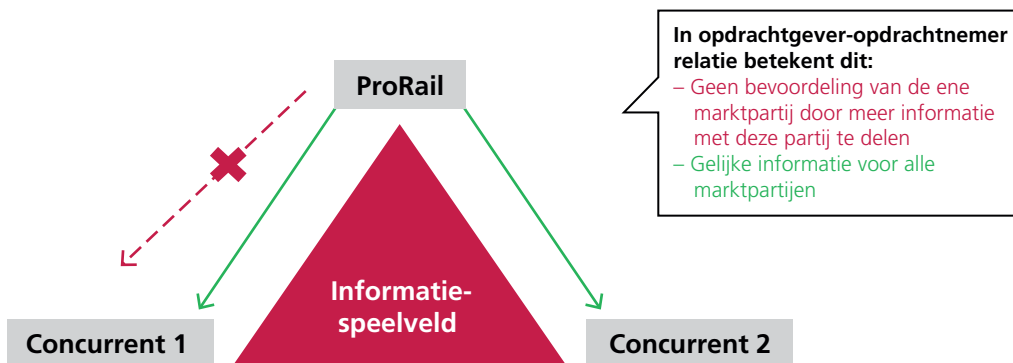 In opdrachtgever-opdrachtnemer
relatie betekent dit:
– Geen bevoordeling van de ene
marktpartij door meer informatie
met deze partij te delen
– Gelijke informatie voor alle
marktpartijen
ProRail
Informatie-
speelveld
Concurrent 1
Concurrent 2